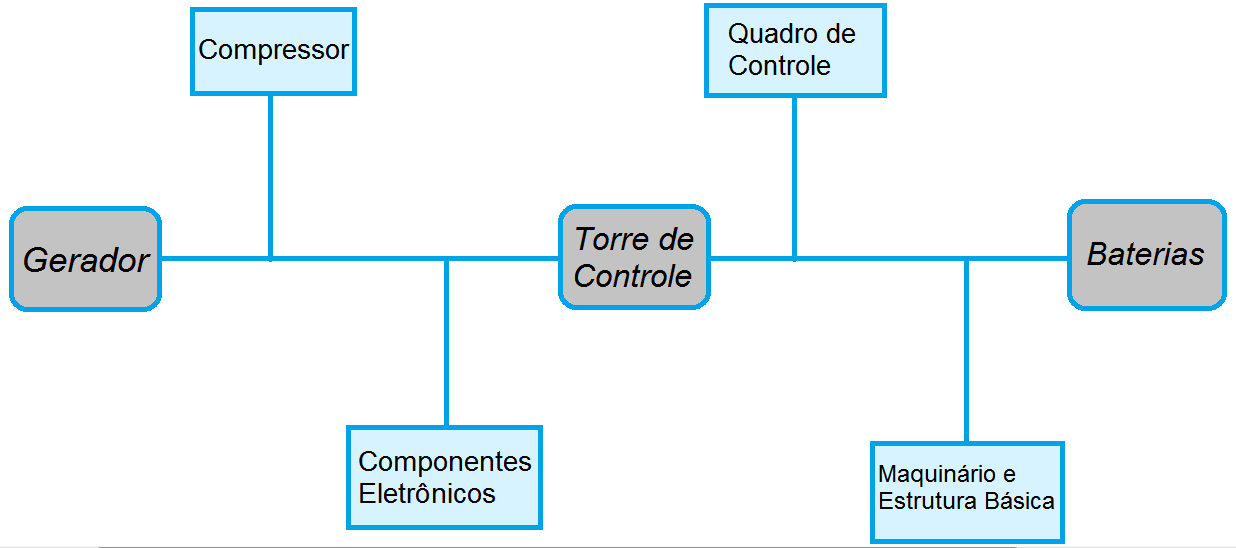 Compressor
Quadro de
Controle
Gerador
Torre de
Controle
Baterias
Componentes
Eletrônicos
Maquinário e
Estrutura Básica